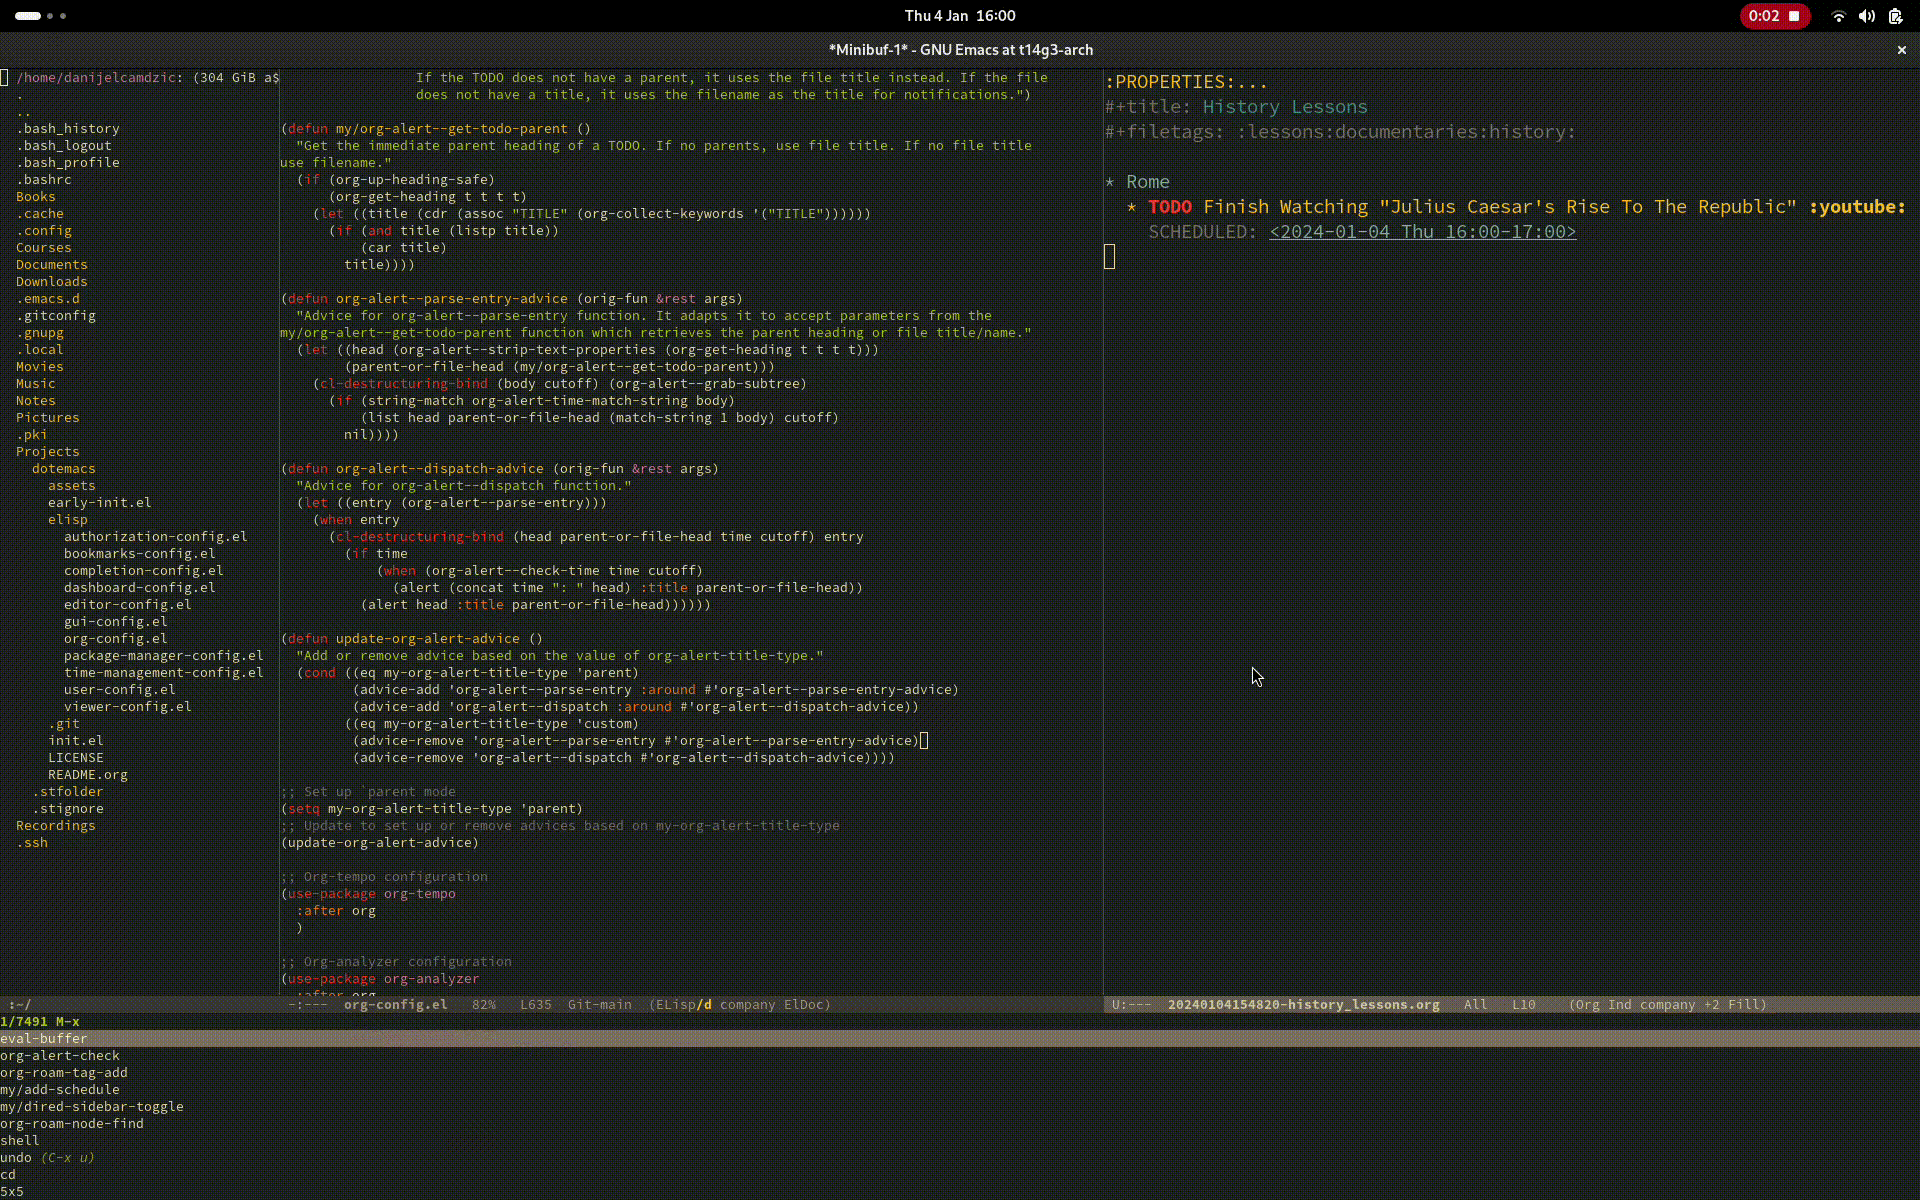 Thu 4 Jan 16:00
0:02
*Minibuf-1* - GNU Emacs at t14g3-arch
/home/danijelcamdzic: (304 GiB a$
.
..
.bash_history
.bash_logout
.bash_profile
.bashrc
Books
.cache
.config
Courses
Documents
Downloads
.emacs.d
.gitconfig
.gnupg
.local
Movies
Music
Notes
Pictures
.pki
Projects
dotemacs
assets
early-init.el
elisp
authorization-config.el
bookmarks-config.el
completion-config.el
dashboard-config.el
editor-config.el
gui-config.el
org-config.el
package-manager-config.el
time-management-config.el
user-config.el
viewer-config.el
.git
init.el
LICENSE
README.org
.stfolder
.stignore
Recordings
.ssh
If the TODO does not have a parent, it uses the file title instead. If the file
does not have a title, it uses the filename as the title for notifications.")
(defun my/org-alert--get-todo-parent ()
"Get the immediate parent heading of a TODO. If no parents, use file title. If no file title
use filename."
(if (org-up-heading-safe)
(org-get-heading t t t t)
(let ((title (cdr (assoc "TITLE" (org-collect-keywords '("TITLE"))))))
(if (and title (listp title))
(car title)
title))))
(defun org-alert--parse-entry-advice (orig-fun &rest args)
"Advice for org-alert--parse-entry function. It adapts it to accept parameters from the
my/org-alert--get-todo-parent function which retrieves the parent heading or file title/name."
(let ((head (org-alert--strip-text-properties (org-get-heading t t t t)))
(parent-or-file-head (my/org-alert--get-todo-parent)))
(cl-destructuring-bind (body cutoff) (org-alert--grab-subtree)
(if (string-match org-alert-time-match-string body)
(list head parent-or-file-head (match-string 1 body) cutoff)
nil))))
(defun org-alert--dispatch-advice (orig-fun &rest args)
"Advice for org-alert--dispatch function."
(let ((entry (org-alert--parse-entry)))
(when entry
(cl-destructuring-bind (head parent-or-file-head time cutoff) entry
(if time
(when (org-alert--check-time time cutoff)
(alert (concat time ": " head) :title parent-or-file-head))
(alert head :title parent-or-file-head))))))
(defun update-org-alert-advice ()
"Add or remove advice based on the value of org-alert-title-type."
(cond ((eq my-org-alert-title-type 'parent)
(advice-add 'org-alert--parse-entry :around #'org-alert--parse-entry-advice)
(advice-add 'org-alert--dispatch :around #'org-alert--dispatch-advice))
((eq my-org-alert-title-type 'custom)
(advice-remove 'org-alert--parse-entry #'org-alert--parse-entry-advice)
(advice-remove 'org-alert--dispatch #'org-alert--dispatch-advice))))
;; Set up `parent mode
(setq my-org-alert-title-type 'parent)
;; Update to set up or remove advices based on my-org-alert-title-type
(update-org-alert-advice)
;; Org-tempo configuration
(use-package org-tempo
:after org
)
;; Org-analyzer configuration
(use-package org-analyzer
:after org
:PROPERTIES:...
#+title: History Lessons
#+filetags: :lessons:documentaries:history:
* Rome
* TODO Finish Watching "Julius Caesar's Rise To The Republic" :youtube:
SCHEDULED: <2024-01-04 Thu 16:00-17:00>
:~/
-:--- org-config.el 82% L635 Git-main (ELisp/d company ElDoc)
U:--- 20240104154820-history_lessons.org All L10 (Org Ind company +2 Fill)
1/7491 M-x
eval-buffer
org-alert-check
org-roam-tag-add
my/add-schedule
my/dired-sidebar-toggle
org-roam-node-find
shell
undo (C-x u)
cd
5x5